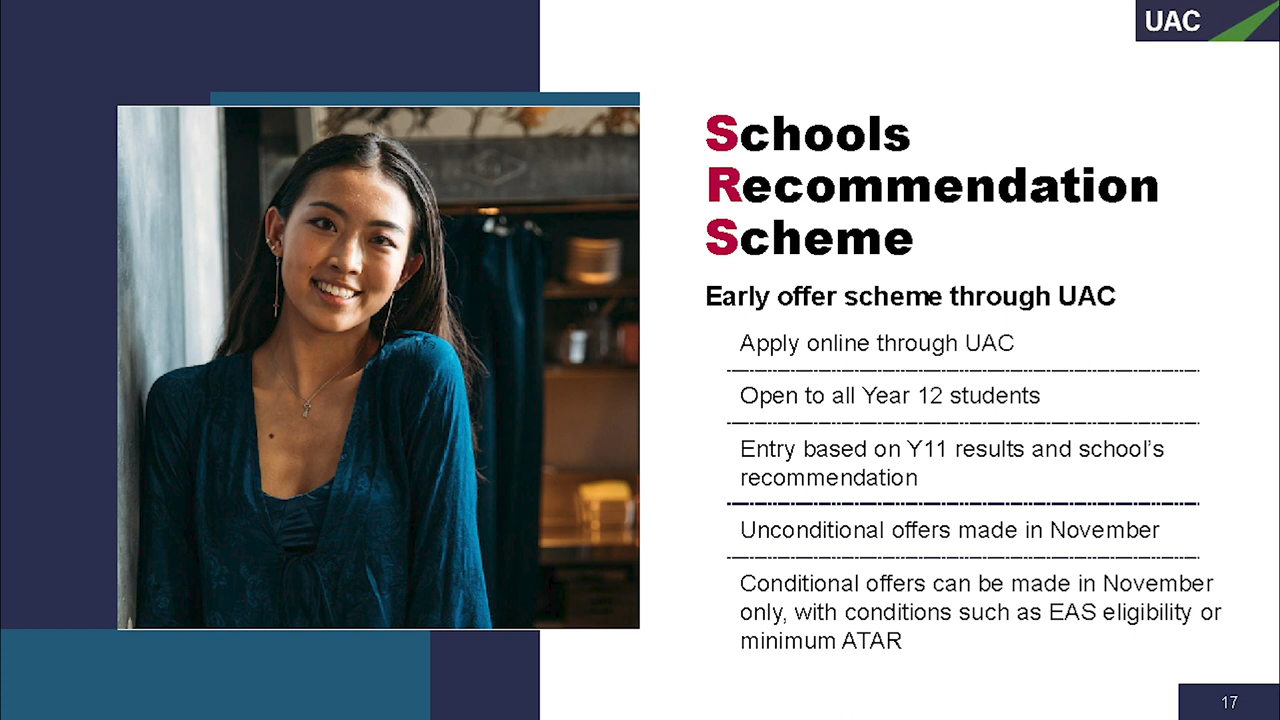 UAC
Schools
Recommendation
Scheme
Early offer scheme through UAC
Apply online through UAC
Open to all Year 12 students
Entry based on Y11 results and school's
recommendation
Unconditional offers made in November
Conditional offers can be made in November
only, with conditions such as EAS eligibility or
minimum ATAR
17